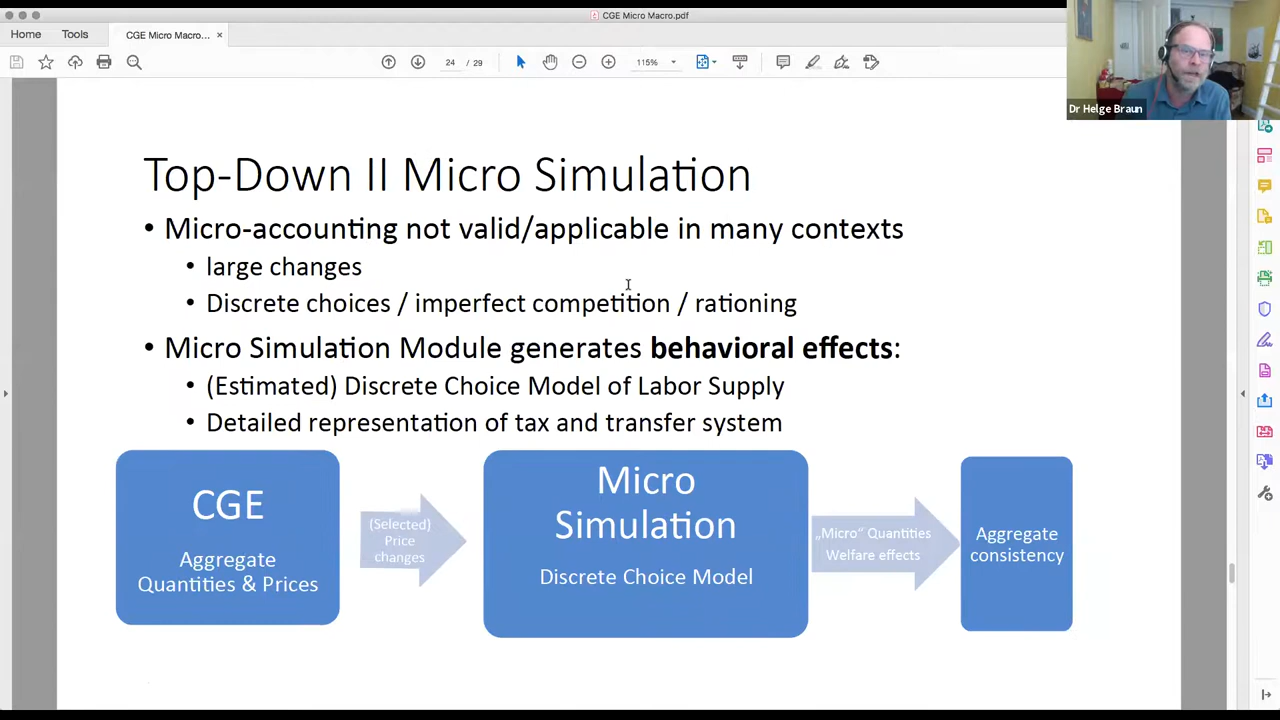 CGE Micro Macro.pdf
Home
Tools
CGE Micro Macro...
24 / 29
115%
Dr Helge Braun
Top-Down II Micro Simulation
• Micro-accounting not valid/applicable in many contexts
• large changes
• Discrete choices / imperfect competition / rationing
• Micro Simulation Module generates behavioral effects:
• (Estimated) Discrete Choice Model of Labor Supply
• Detailed representation of tax and transfer system
CGE
Aggregate
Quantities & Prices
(Selected)
Price
changes
Micro
Simulation
Discrete Choice Model
„Micro“ Quantities
Welfare effects
Aggregate
consistency